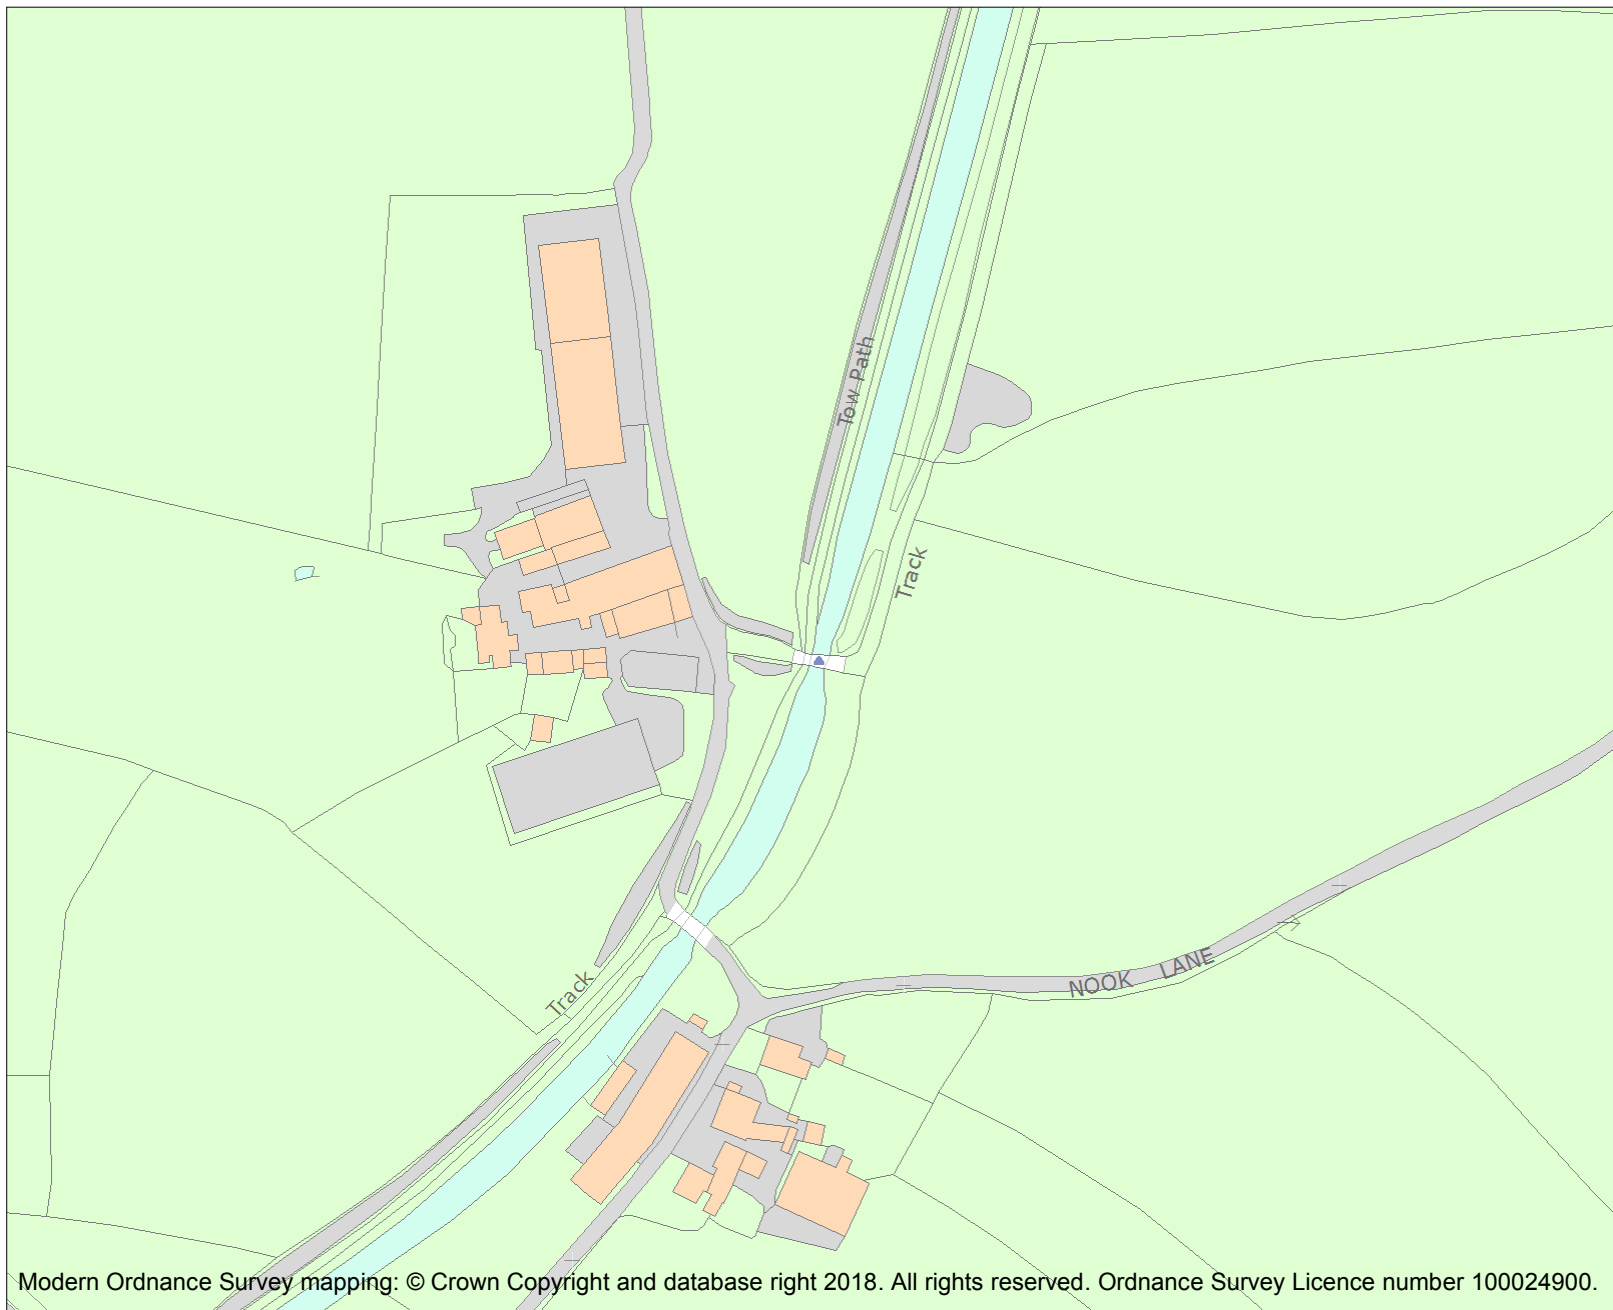 Tow Path
Track
NOOK LANE
Track
Modern Ordnance Survey mapping: © Crown Copyright and database right 2018. All rights reserved. Ordnance Survey Licence number 100024900.